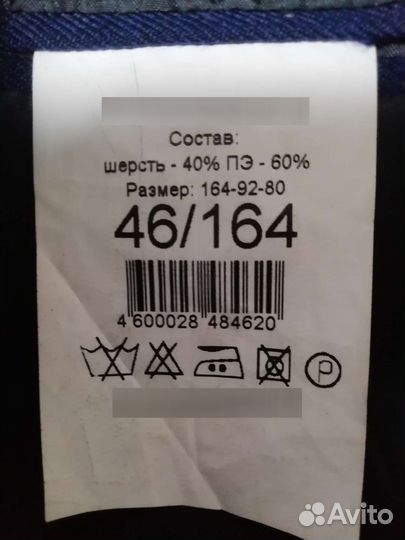 Состав:
шерсть - 40% ПЭ - 60%
Размер: 164-92-80
46/164
4 600028 484620
P
Avito